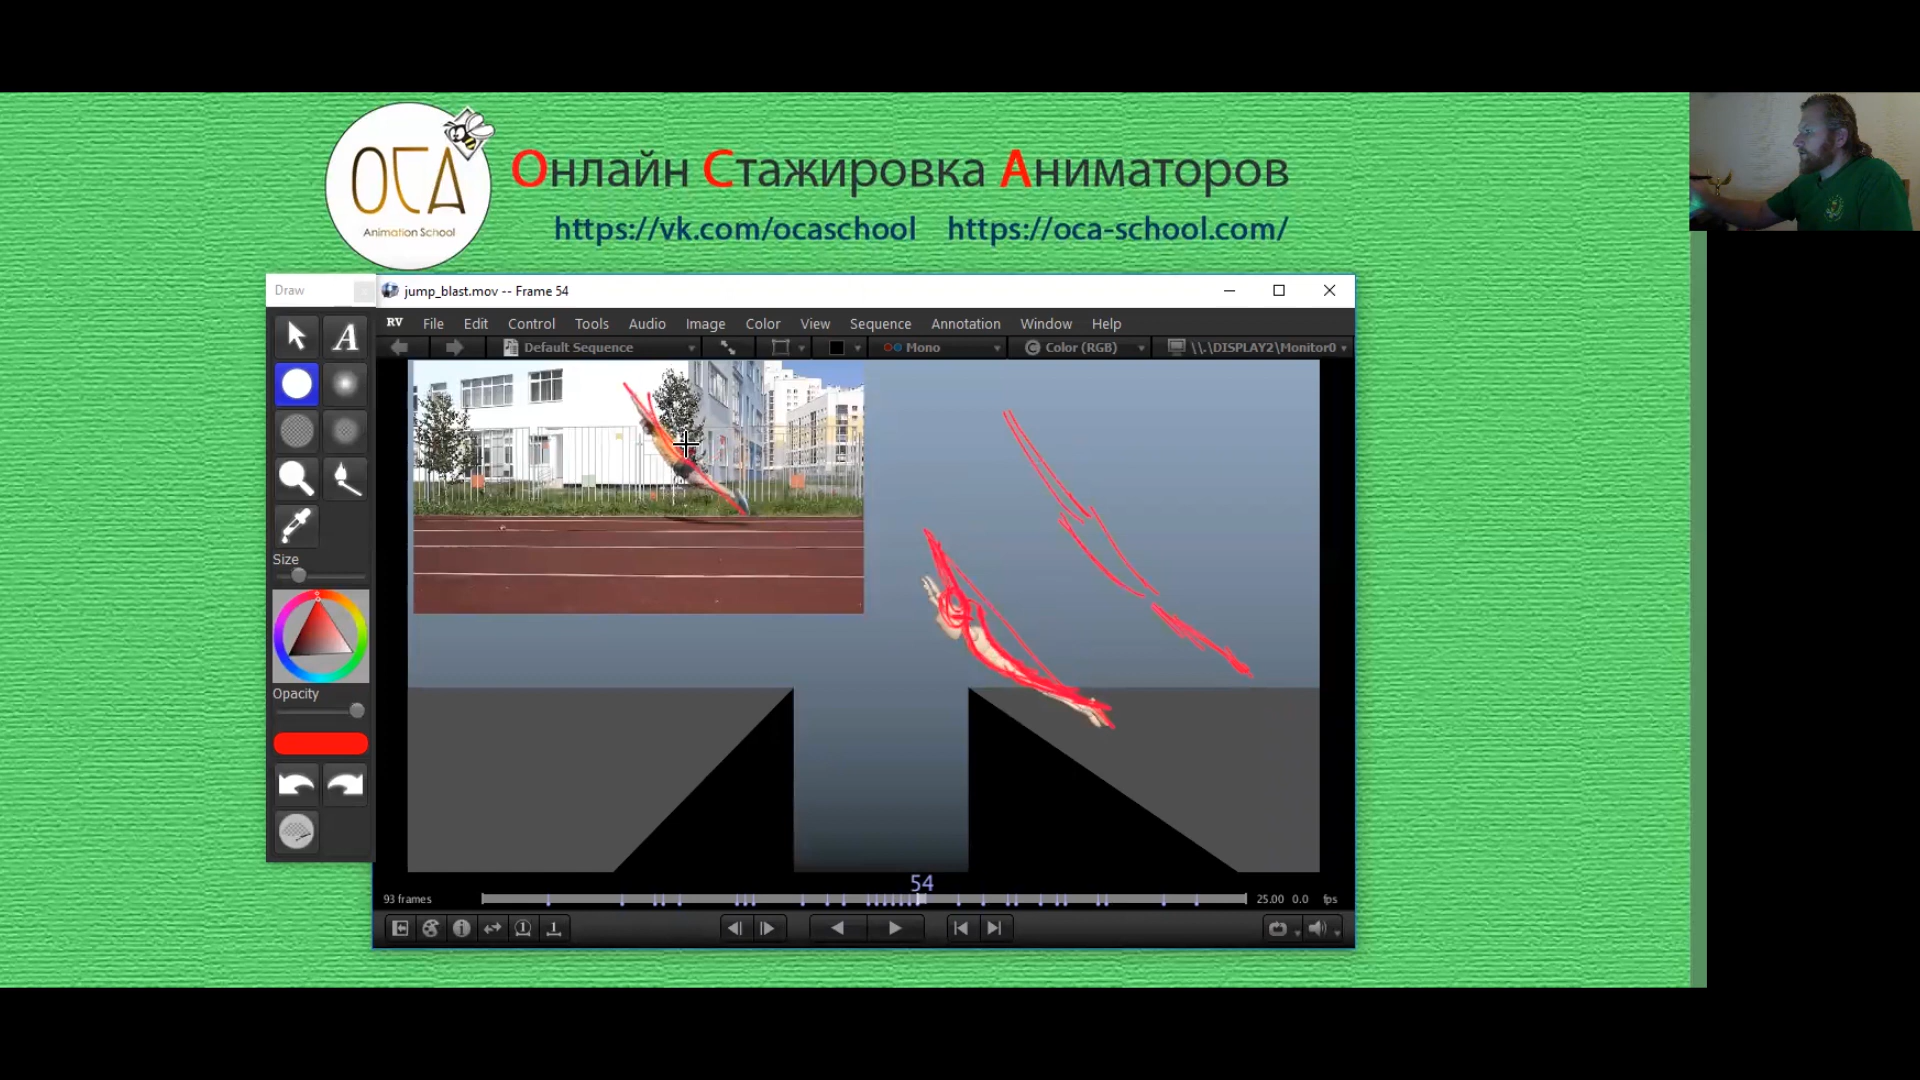 ОСА
Animation School
Онлайн Стажировка Аниматоров
https://vk.com/ocaschool https://oca-school.com/
Draw
jump_blast.mov -- Frame 54
RV File Edit Control Tools Audio Image Color View Sequence Annotation Window Help
Default Sequence Mono Color (RGB) \\.\DISPLAY2\Monitor0
A
Size
Opacity
54
93 frames 25.00 0.0 fps